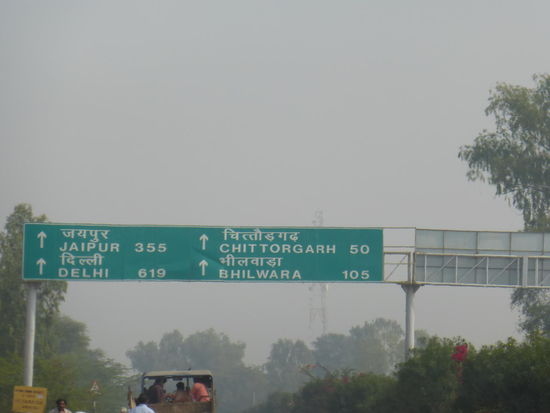 ↑ जयपुर
JAIPUR 355
↑ दिल्ली
DELHI 619
↑ चित्तौड़गढ़
CHITTORGARH 50
↑ भीलवाड़ा
BHILWARA 105